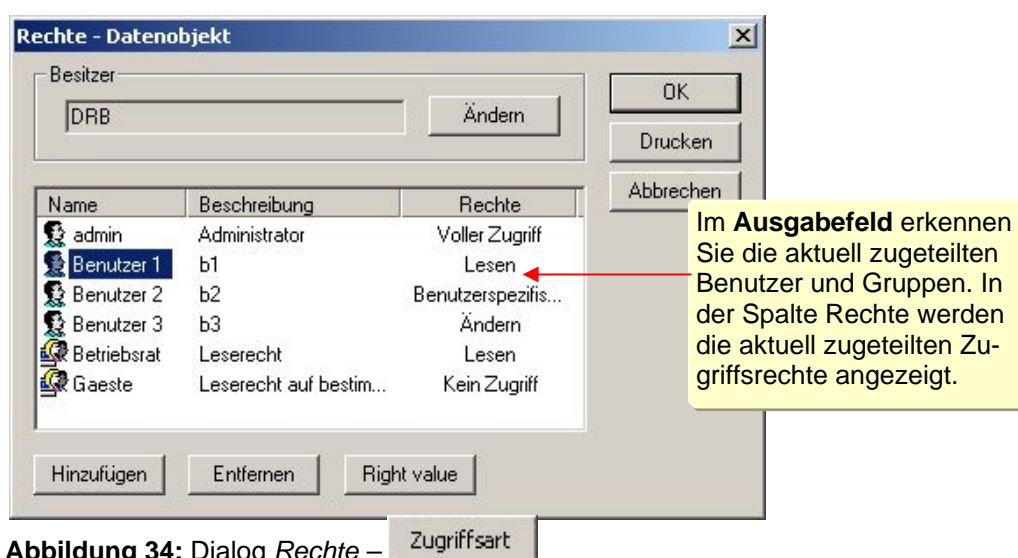 Rechte - Datenobjekt
Besitzer
DRB
Ändern
OK
Drucken
Abbrechen
Name Beschreibung Rechte
admin Administrator Voller Zugriff
Benutzer 1 b1 Lesen
Benutzer 2 b2 Benutzerspezifis...
Benutzer 3 b3 Ändern
Betriebsrat Leserecht Lesen
Gaeste Leserecht auf bestim... Kein Zugriff
Hinzufügen Entfernen Right value
Im Ausgabefeld erkennen
Sie die aktuell zugeteilten
Benutzer und Gruppen. In
der Spalte Rechte werden
die aktuell zugeteilten Zu-
griffsrechte angezeigt.
Zugriffsart
Abbildung 34: Dialog Rechte –